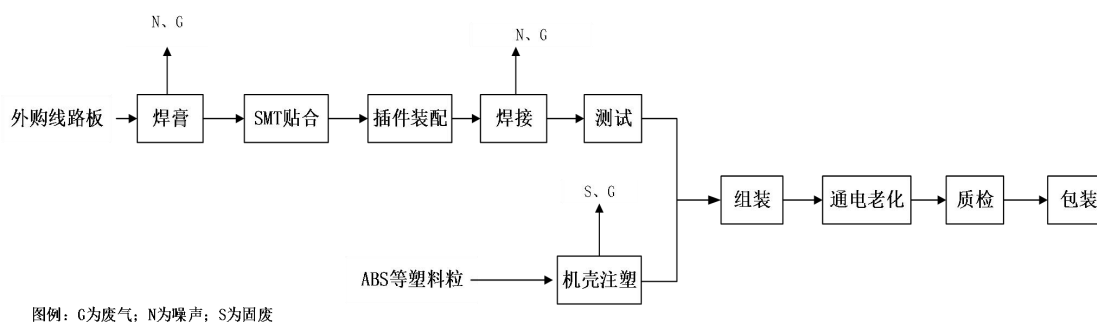 N、G
N、G
外购线路板
焊膏
SMT贴合
插件装配
焊接
测试
S、G
组装
通电老化
质检
包装
ABS等塑料粒
机壳注塑
图例：G为废气；N为噪声；S为固废